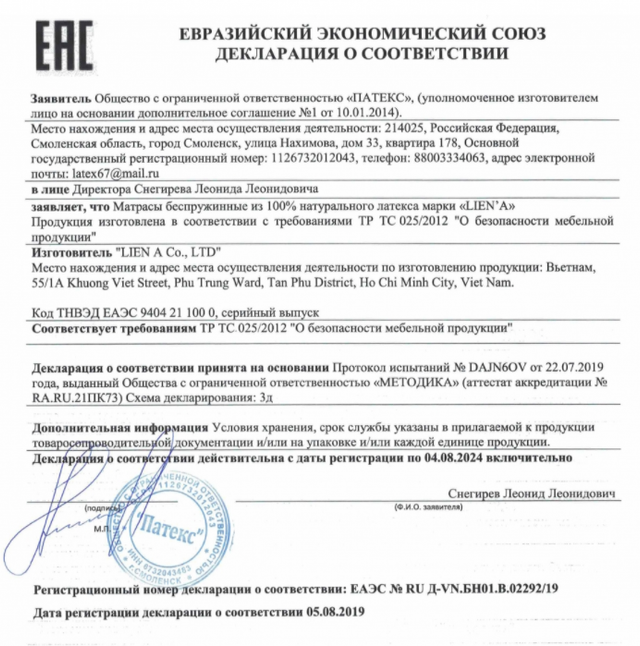 EAC
ЕВРАЗИЙСКИЙ ЭКОНОМИЧЕСКИЙ СОЮЗ
ДЕКЛАРАЦИЯ О СООТВЕТСТВИИ
Заявитель Общество с ограниченной ответственностью «ПАТЕКС», (уполномоченное изготовителем
лицо на основании дополнительное соглашение №1 от 10.01.2014).
Место нахождения и адрес места осуществления деятельности: 214025, Российская Федерация,
Смоленская область, город Смоленск, улица Нахимова, дом 33, квартира 178, Основной
государственный регистрационный номер: 1126732012043, телефон: 88003334063, адрес электронной
почты: latex67@mail.ru
в лице Директора Снегирева Леонида Леонидовича
заявляет, что Матрасы беспружинные из 100% натурального латекса марки «LIEN'A»
Продукция изготовлена в соответствии с требованиями ТР ТС 025/2012 "О безопасности мебельной
продукции"
Изготовитель "LIEN A Co., LTD"
Место нахождения и адрес места осуществления деятельности по изготовлению продукции: Вьетнам,
55/1A Khuong Viet Street, Phu Trung Ward, Tan Phu District, Ho Chi Minh City, Viet Nam.
Код ТНВЭД ЕАЭС 9404 21 100 0, серийный выпуск
Соответствует требованиям ТР ТС 025/2012 "О безопасности мебельной продукции"
Декларация о соответствии принята на основании Протокол испытаний № DAJN6OV от 22.07.2019
года, выданный Общества с ограниченной ответственностью «МЕТОДИКА» (аттестат аккредитации №
RA.RU.21ПК73) Схема декларирования: 3д
Дополнительная информация Условия хранения, срок службы указаны в прилагаемой к продукции
товаросопроводительной документации и/или на упаковке и/или каждой единице продукции.
Декларация о соответствии действительна с даты регистрации по 04.08.2024 включительно
Снегирев Леонид Леонидович
(подпись)
(Ф.И.О. заявителя)
М.П.
ОБЩЕСТВО С ОГРАНИЧЕННОЙ ОТВЕТСТВЕННОСТЬЮ
ОГРН 1126732012043
"Патекс"
ИНН 6732043463
г.СМОЛЕНСК
Регистрационный номер декларации о соответствии: ЕАЭС № RU Д-VN.БН01.В.02292/19
Дата регистрации декларации о соответствии 05.08.2019